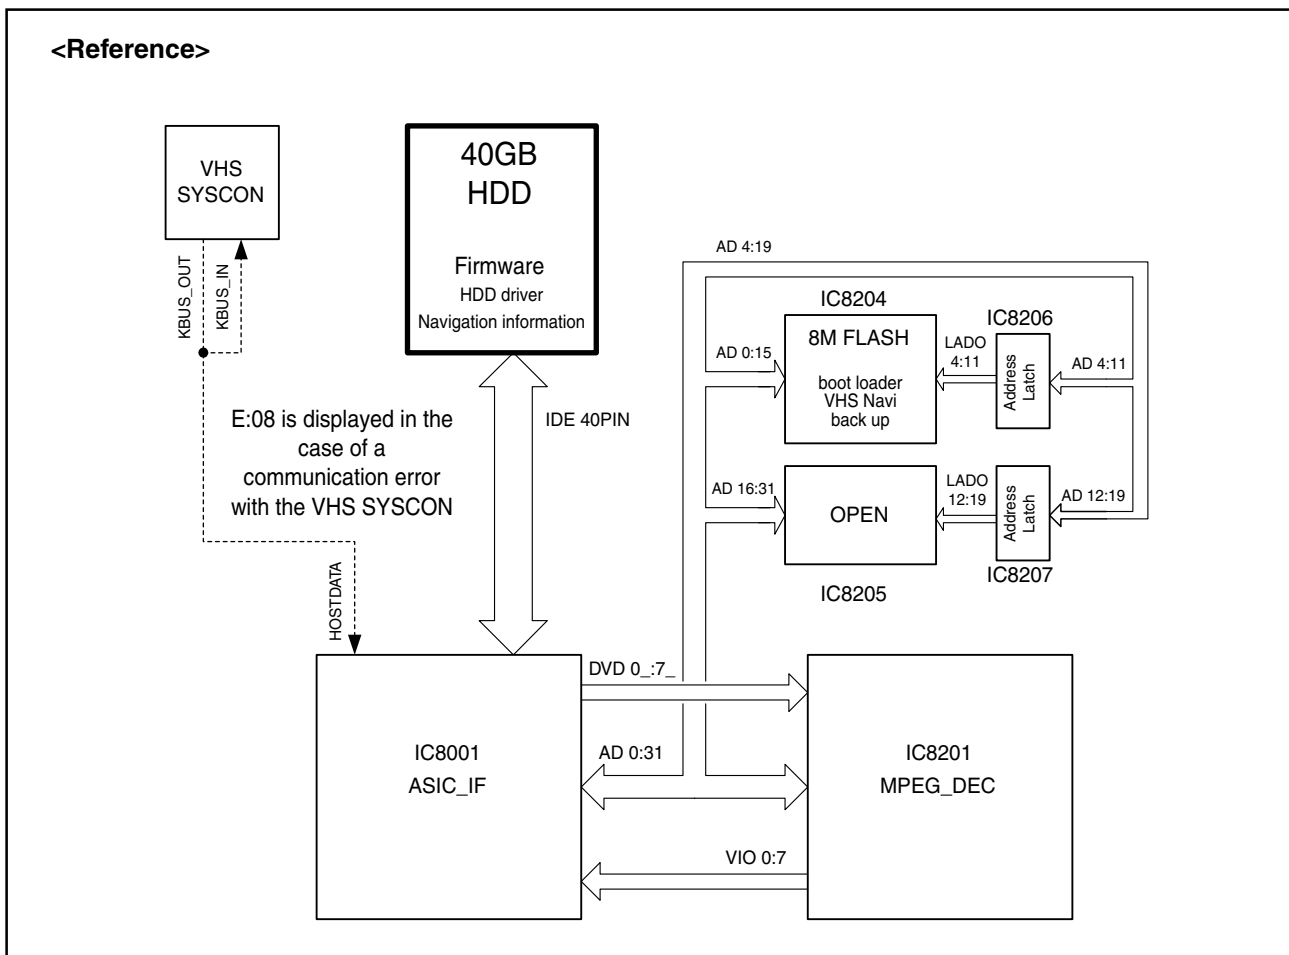 <Reference>
VHS
SYSCON
KBUS_OUT
KBUS_IN
40GB
HDD
Firmware
HDD driver
Navigation information
E:08 is displayed in the
case of a
communication error
with the VHS SYSCON
IDE 40PIN
HOSTDATA
AD 4:19
IC8204
8M FLASH
boot loader
VHS Navi
back up
AD 0:15
LADO
4:11
IC8206
Address
Latch
AD 4:11
AD 16:31
OPEN
IC8205
LADO
12:19
Address
Latch
IC8207
AD 12:19
DVD 0_:7_
IC8001
ASIC_IF
AD 0:31
IC8201
MPEG_DEC
VIO 0:7